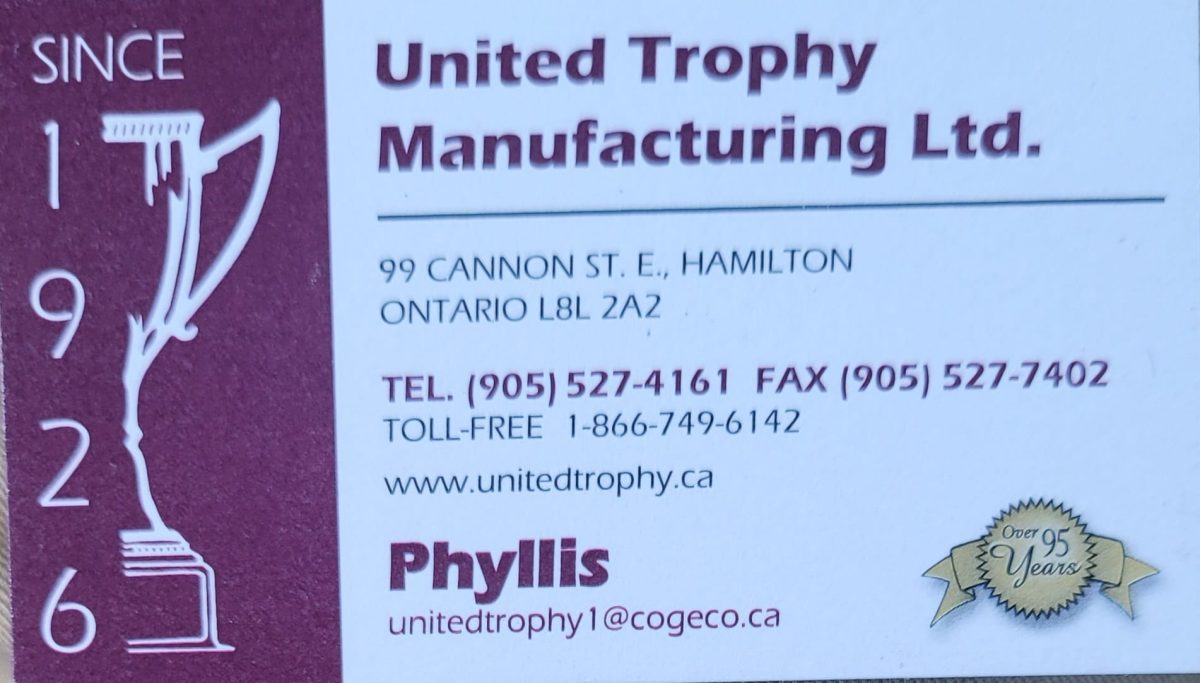 SINCE
1
9
2
6
United Trophy
Manufacturing Ltd.
99 CANNON ST. E., HAMILTON
ONTARIO L8L 2A2
TEL. (905) 527-4161 FAX (905) 527-7402
TOLL-FREE 1-866-749-6142
www.unitedtrophy.ca
Phyllis
unitedtrophy1@cogeco.ca
Over 95
Years